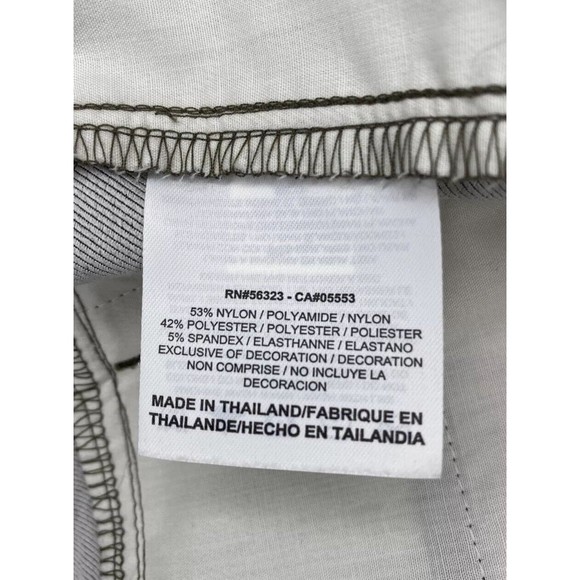 RN#56323 - CA#05553
53% NYLON / POLYAMIDE / NYLON
42% POLYESTER / POLYESTER / POLIESTER
5% SPANDEX / ELASTHANNE / ELASTANO
EXCLUSIVE OF DECORATION / DECORATION
NON COMPRISE / NO INCLUYE LA
DECORACION
MADE IN THAILAND/FABRIQUE EN
THAILANDE/HECHO EN TAILANDIA